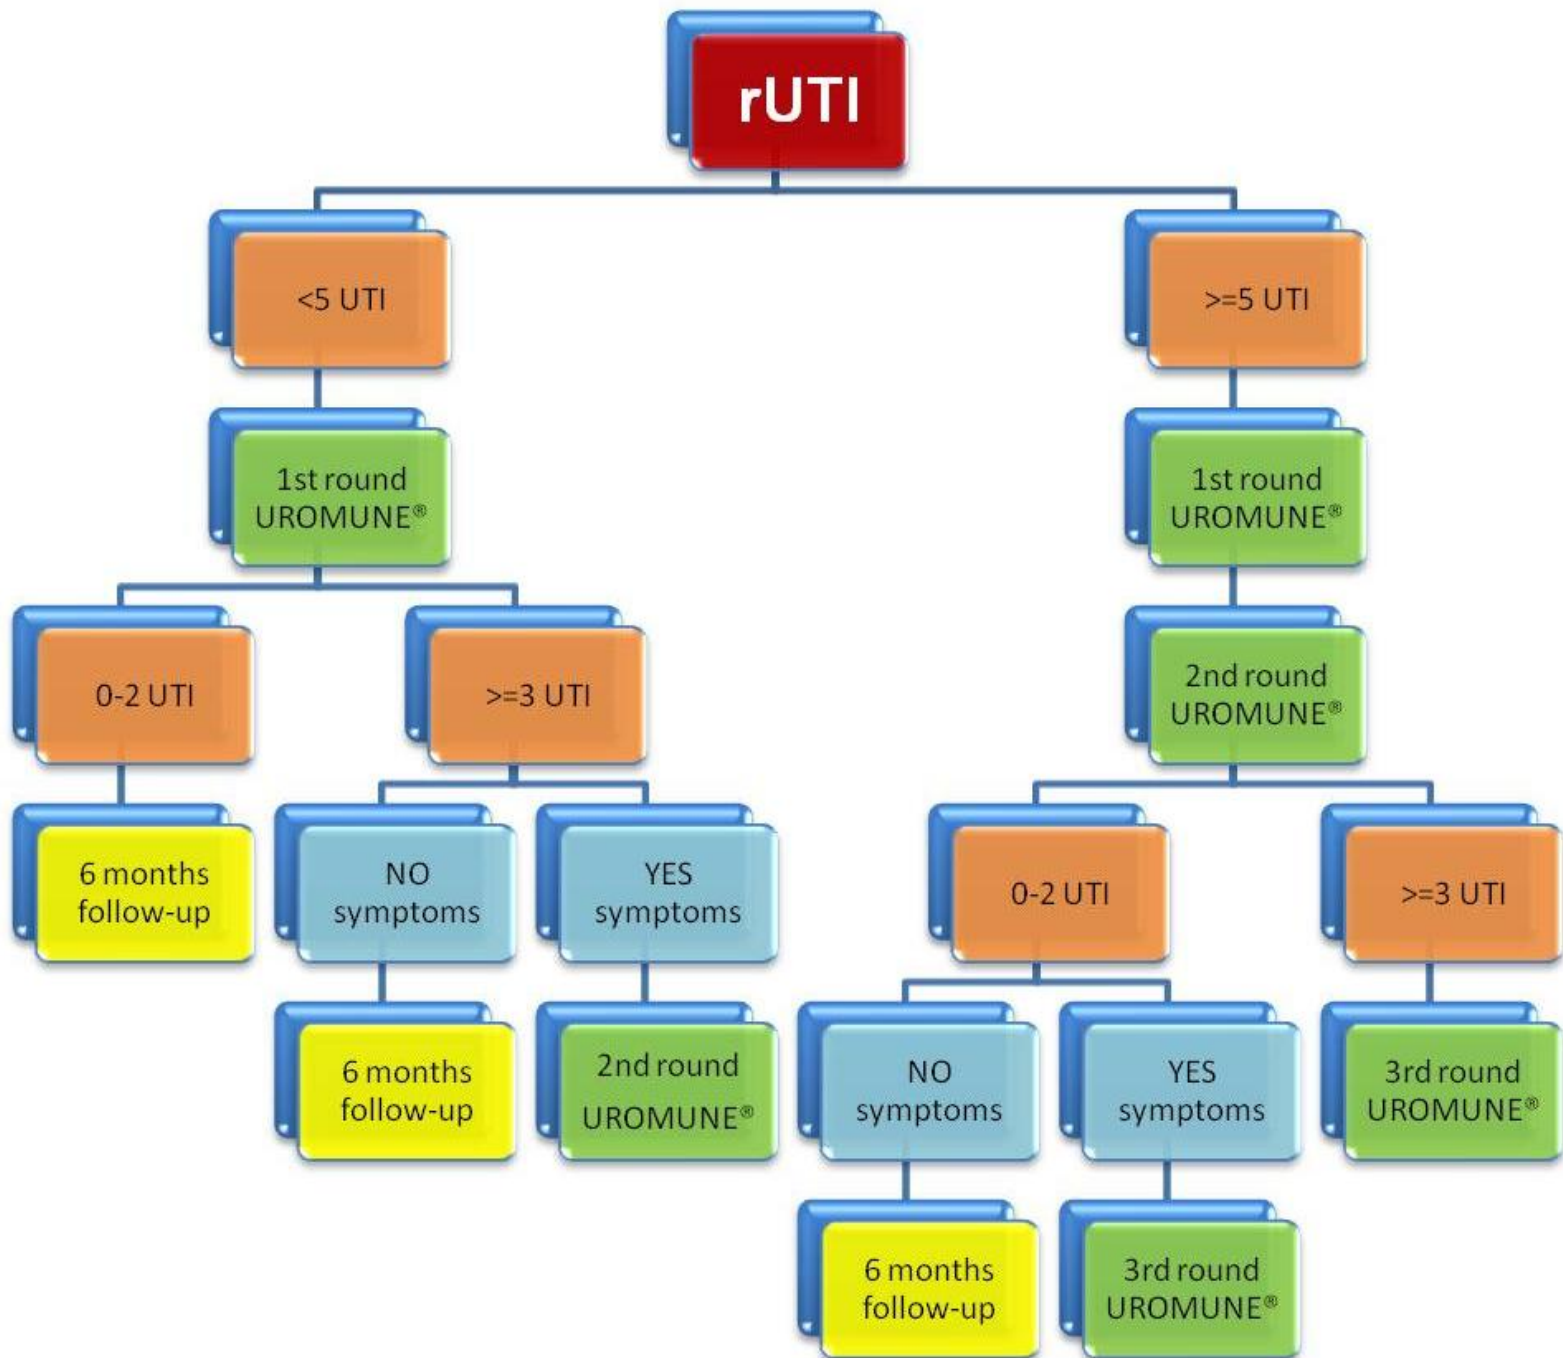 rUTI
<5 UTI
>=5 UTI
1st round
UROMUNE®
1st round
UROMUNE®
0-2 UTI
>=3 UTI
2nd round
UROMUNE®
6 months
follow-up
NO
symptoms
YES
symptoms
0-2 UTI
>=3 UTI
6 months
follow-up
2nd round
UROMUNE®
NO
symptoms
YES
symptoms
3rd round
UROMUNE®
6 months
follow-up
3rd round
UROMUNE®